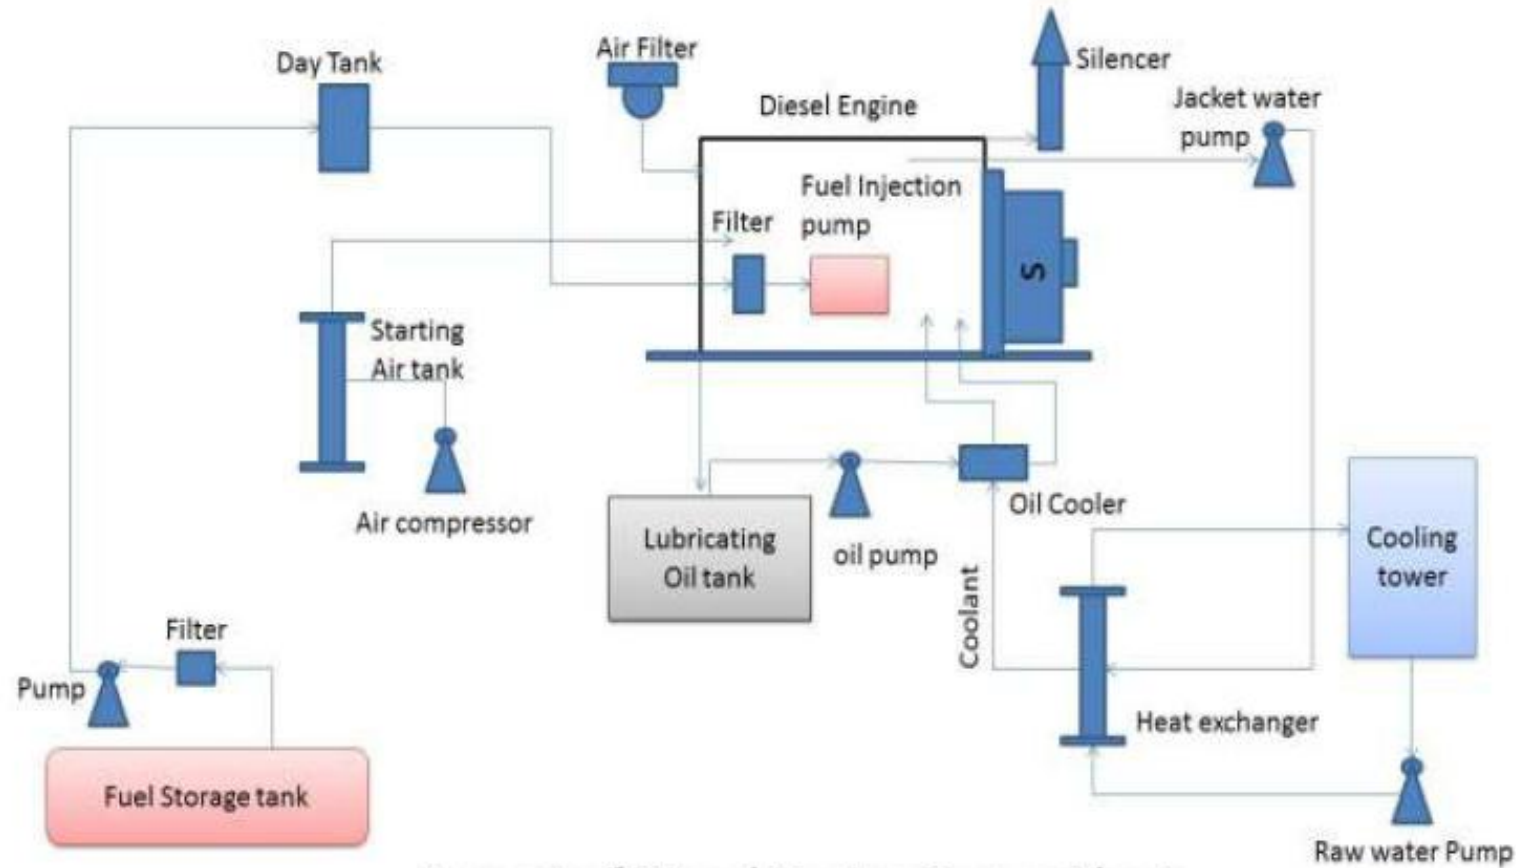 Air Filter
Day Tank
Silencer
Diesel Engine
Jacket water
pump
Fuel Injection
pump
Filter
S
Starting
Air tank
Air compressor
Lubricating
Oil tank
oil pump
Oil Cooler
Coolant
Cooling
tower
Filter
Pump
Heat exchanger
Fuel Storage tank
Raw water Pump